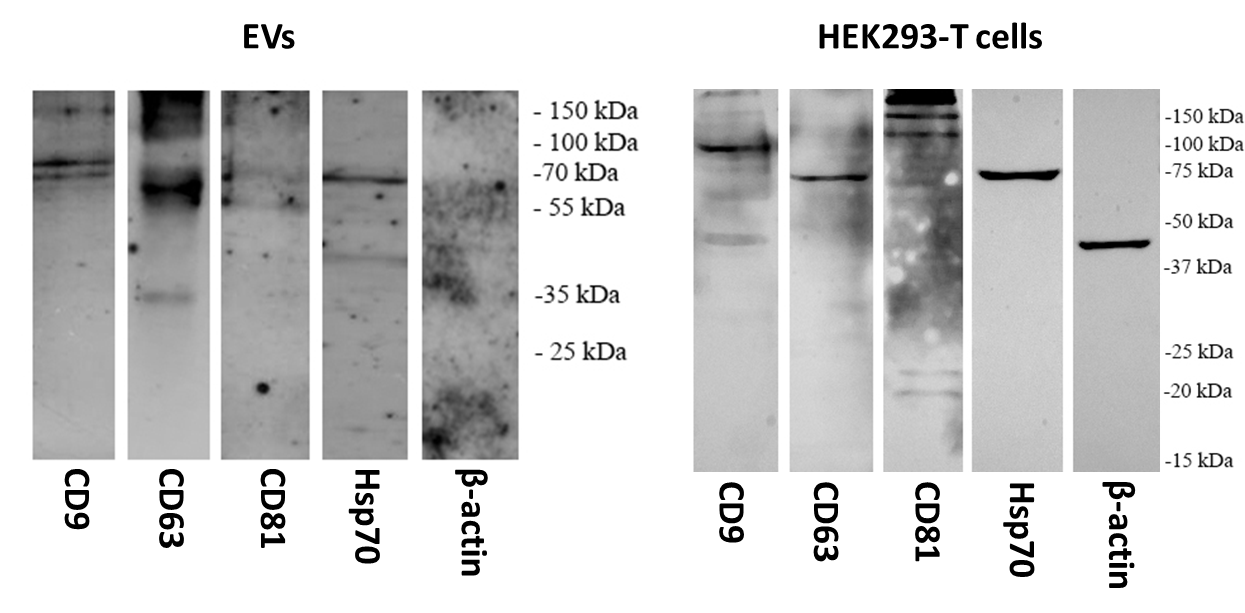 EVs
HEK293-T cells
- 150 kDa
- 100 kDa
-70 kDa
- 55 kDa
-35 kDa
- 25 kDa
-150 kDa
-100 kDa
-75 kDa
-50 kDa
-37 kDa
-25 kDa
-20 kDa
-15 kDa
CD9
CD63
CD81
Hsp70
β-actin
CD9
CD63
CD81
Hsp70
β-actin